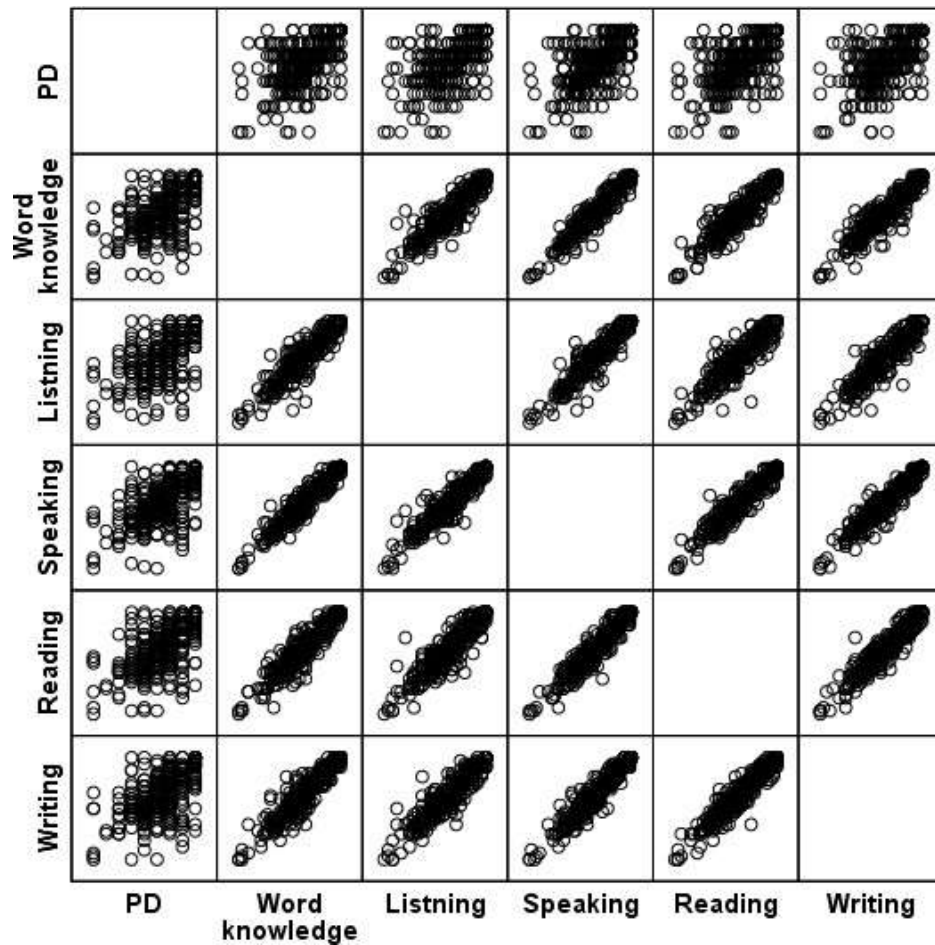 PD
Word
knowledge
Listning
Speaking
Reading
Writing
PD
Word
knowledge
Listning
Speaking
Reading
Writing